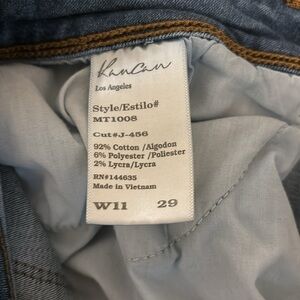 KanCan
Los Angeles
Style/Estilo#
MT1008
Cut#J-456
92% Cotton /Algodon
6% Polyester /Poliester
2% Lycra/Lycra
RN#144635
Made in Vietnam
W11 29